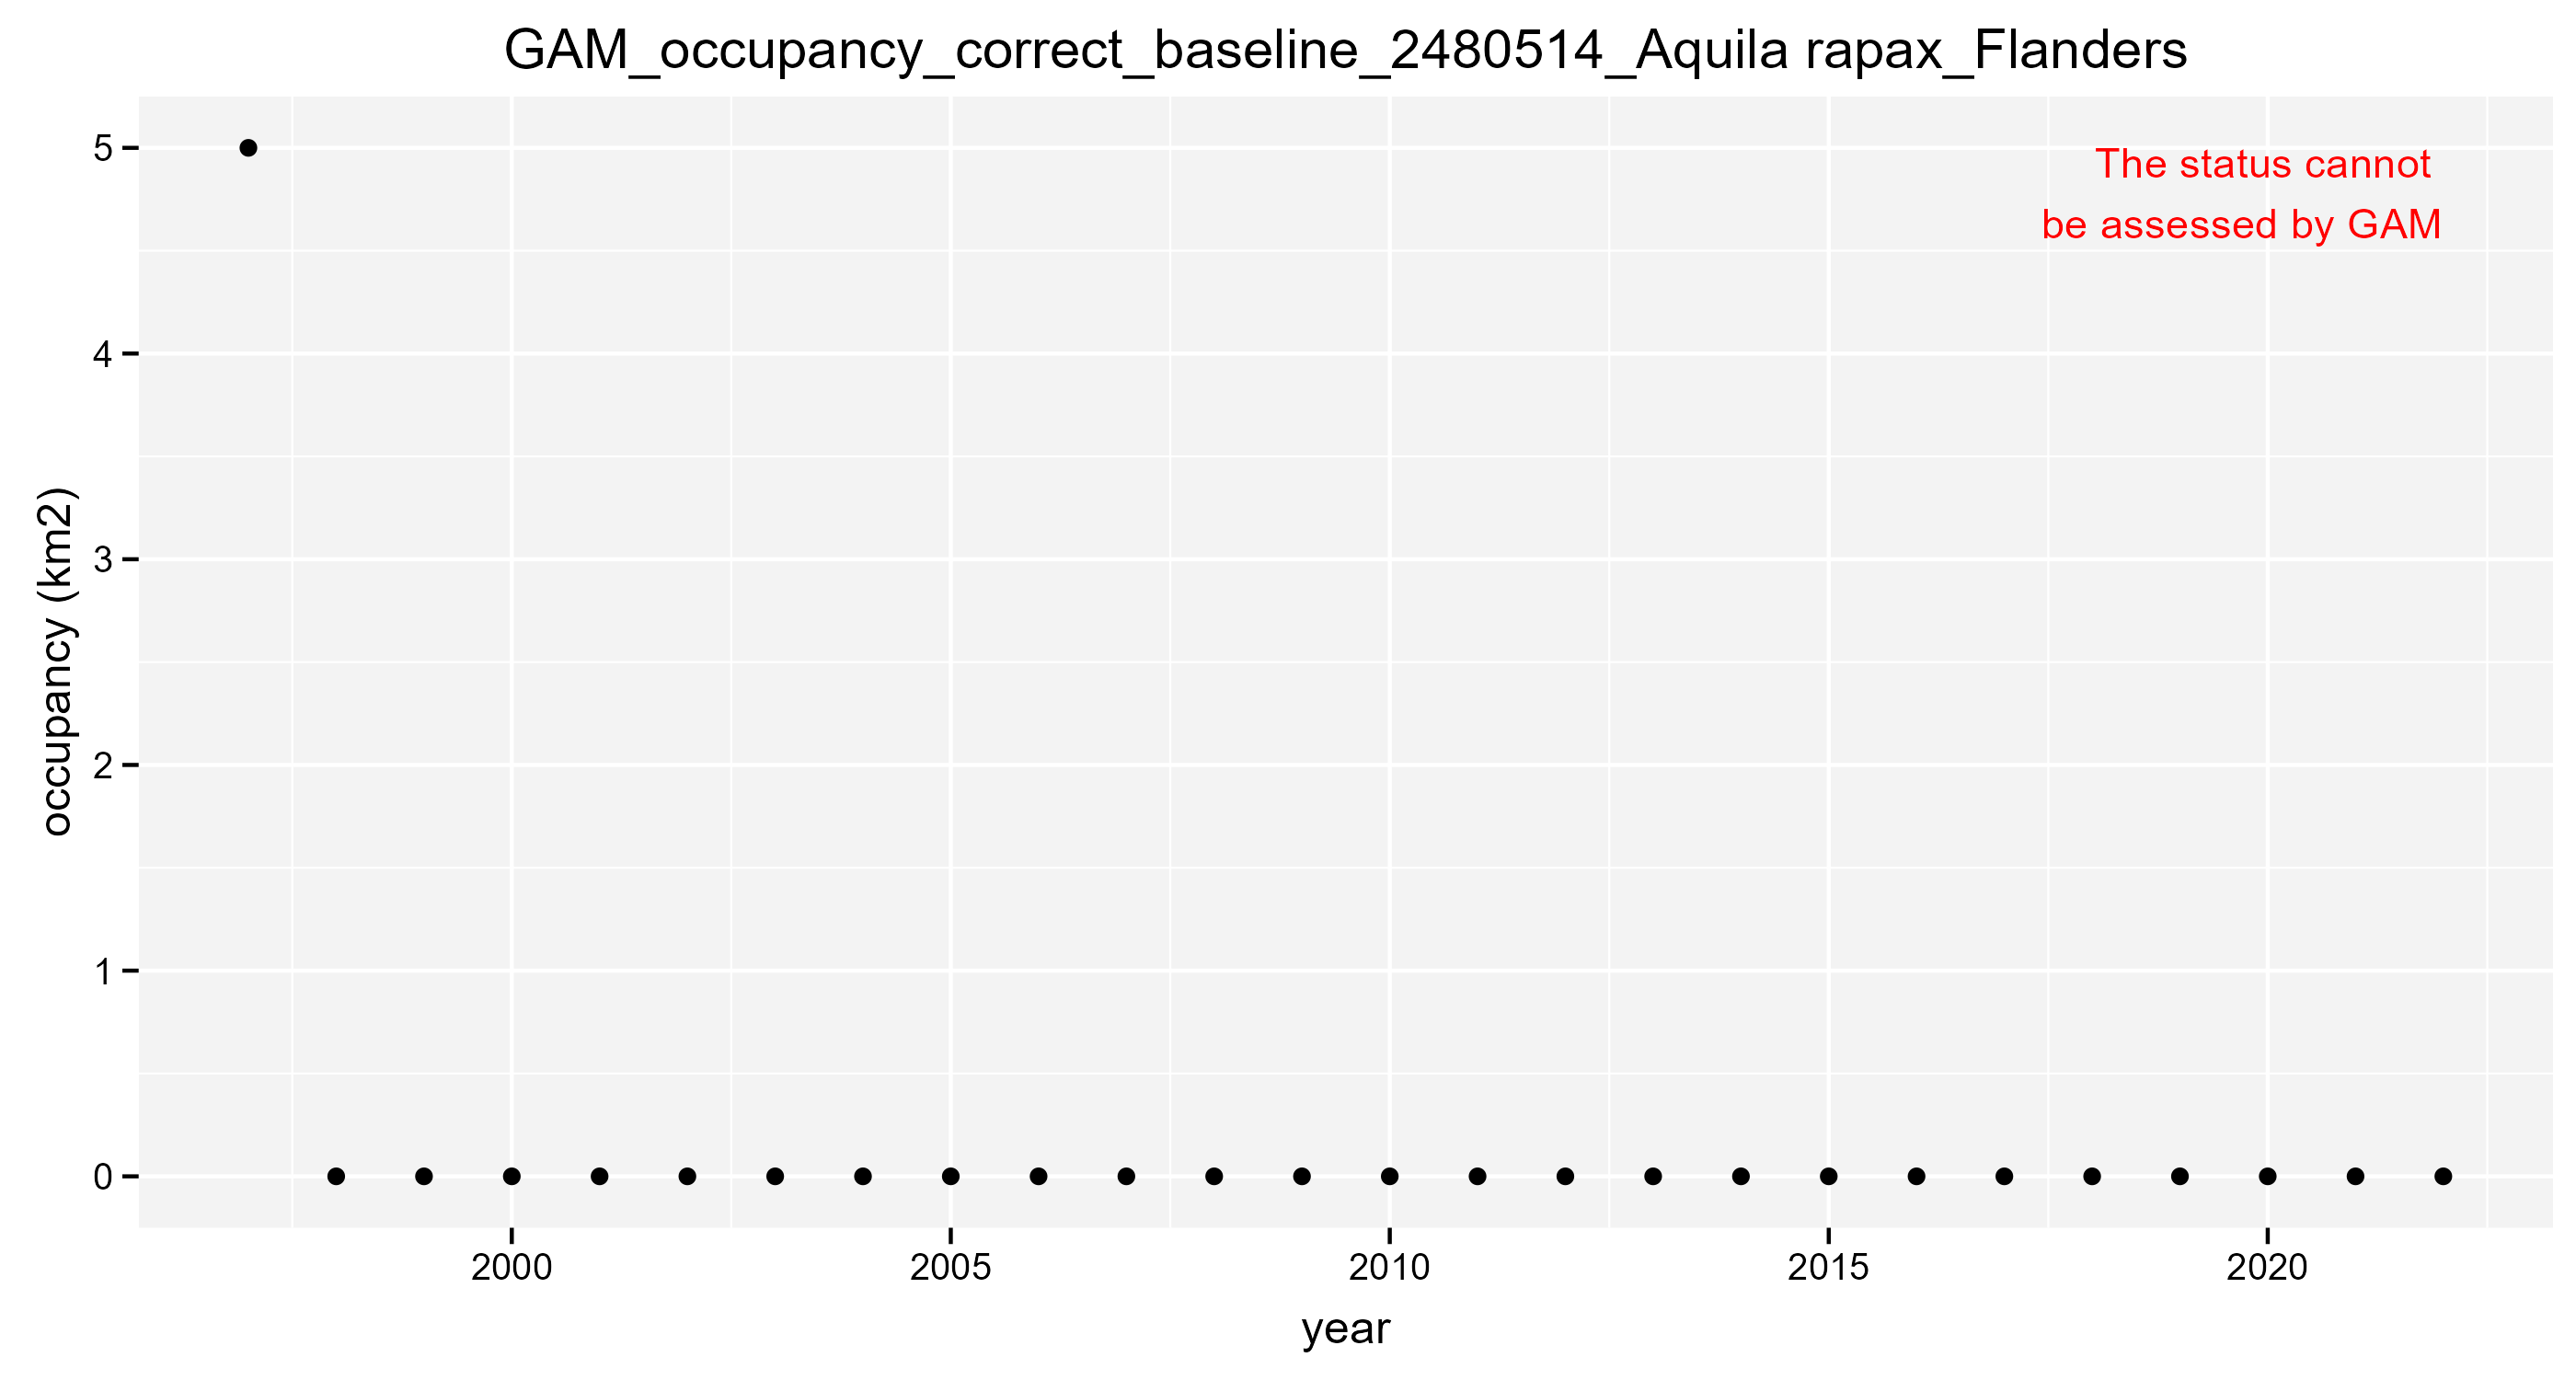 GAM_occupancy_correct_baseline_2480514_Aquila rapax_Flanders
The status cannot
be assessed by GAM
occupancy (km2)
5
4
3
2
1
0
2000 2005 2010 2015 2020
year